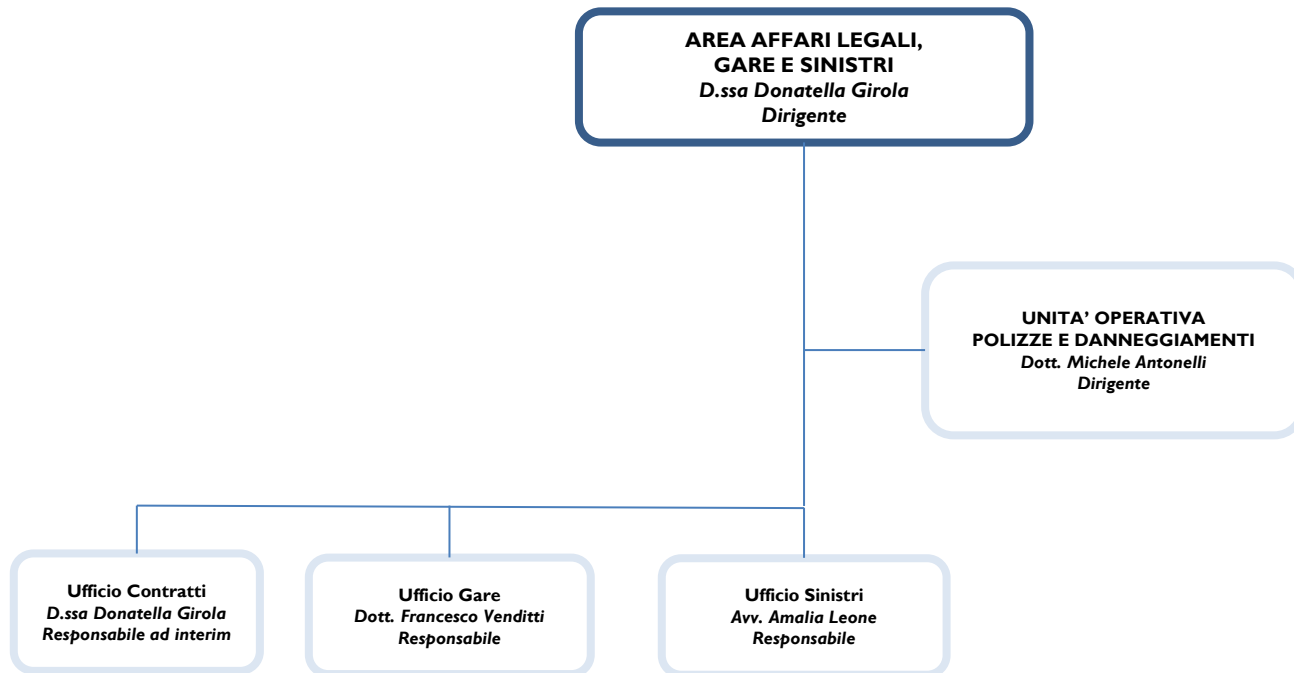 AREA AFFARI LEGALI,
GARE E SINISTRI
D.ssa Donatella Girola
Dirigente
UNITA’ OPERATIVA
POLIZZE E DANNEGGIAMENTI
Dott. Michele Antonelli
Dirigente
Ufficio Contratti
D.ssa Donatella Girola
Responsabile ad interim
Ufficio Gare
Dott. Francesco Venditti
Responsabile
Ufficio Sinistri
Avv. Amalia Leone
Responsabile